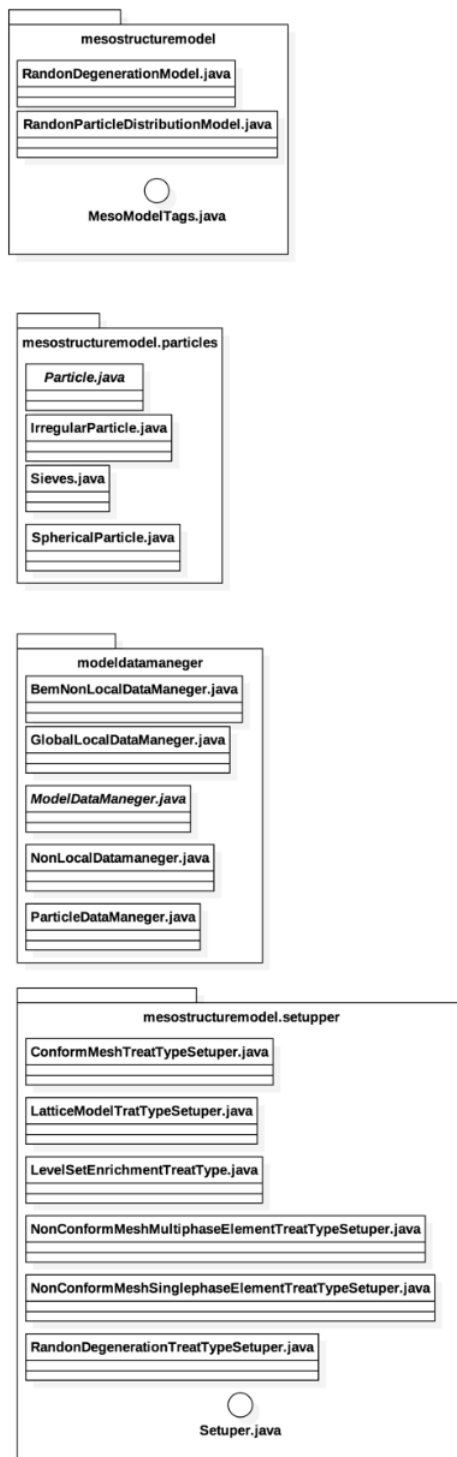 mesostructuremodel
RandonDegenerationModel.java
RandonParticleDistributionModel.java
MesoModelTags.java
mesostructuremodel.particles
Particle.java
IrregularParticle.java
Sieves.java
SphericalParticle.java
modeldatamaneger
BemNonLocalDataManeger.java
GlobalLocalDataManeger.java
ModelDataManeger.java
NonLocalDatamaneger.java
ParticleDataManeger.java
mesostructuremodel.setupper
ConformMeshTreatTypeSetuper.java
LatticeModelTratTypeSetuper.java
LevelSetEnrichmentTreatType.java
NonConformMeshMultiphaseElementTreatTypeSetuper.java
NonConformMeshSinglephaseElementTreatTypeSetuper.java
RandonDegenerationTreatTypeSetuper.java
Setuper.java